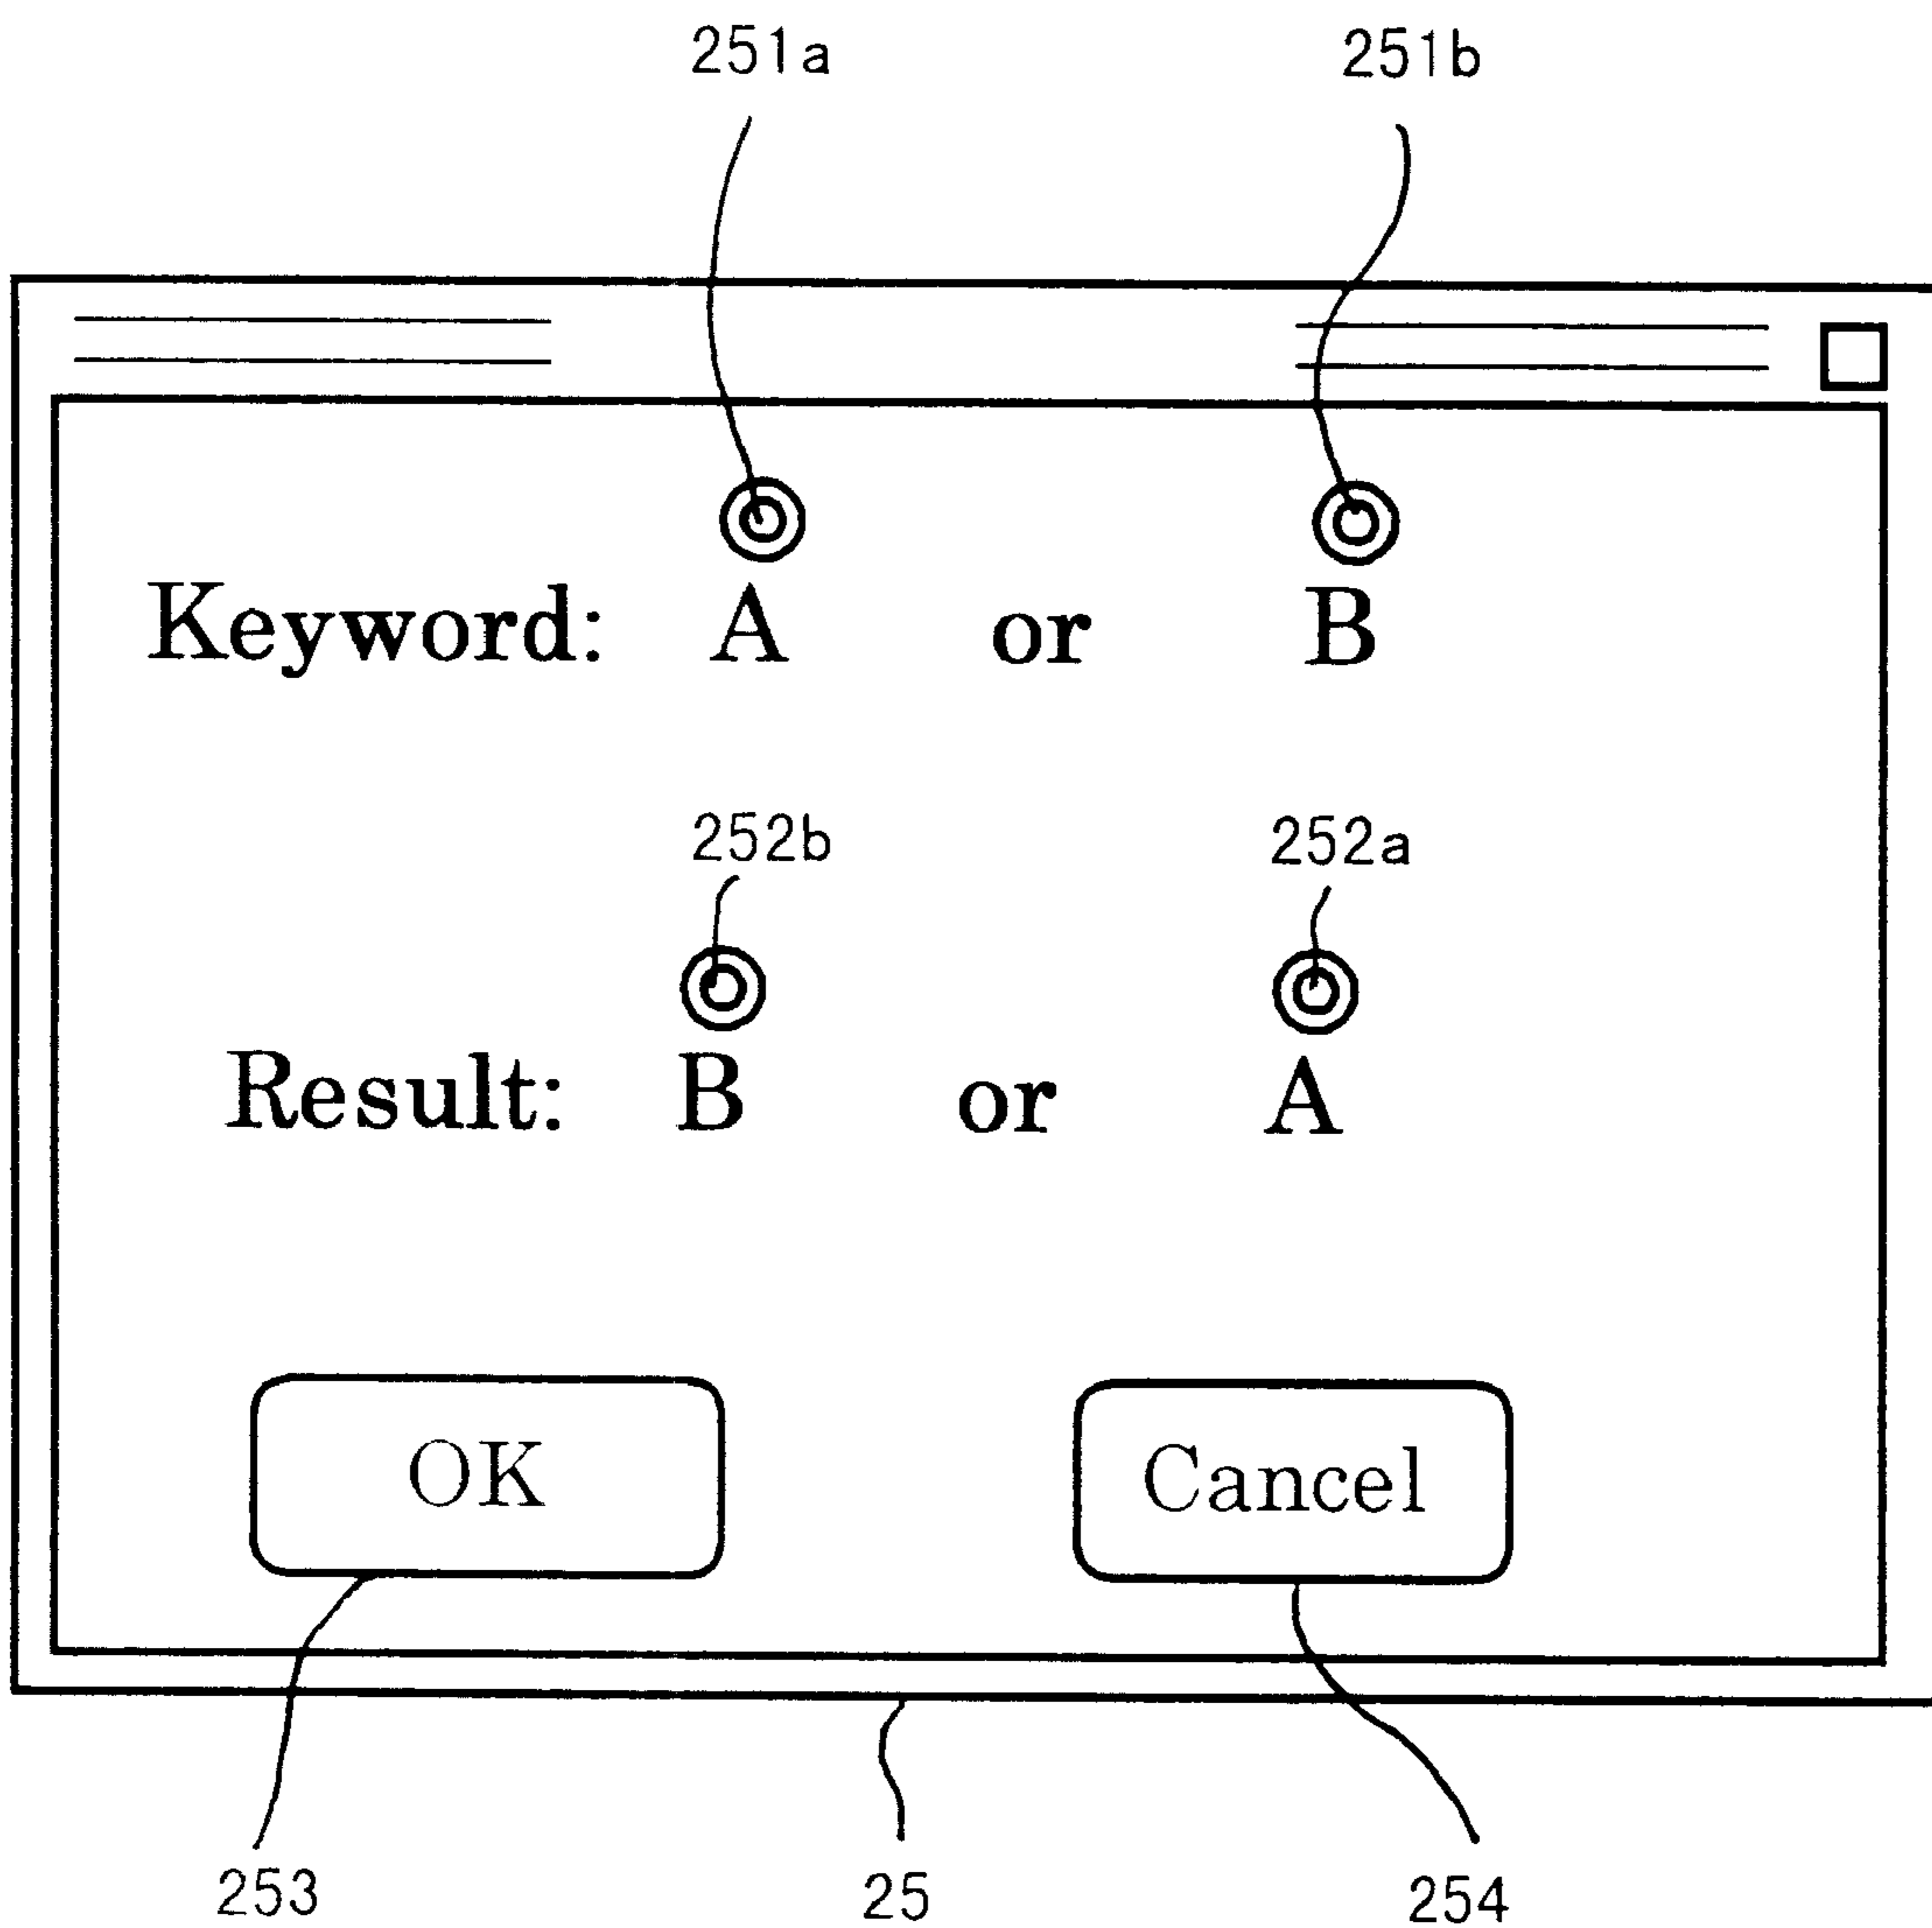 251a 251b
Keyword: A or B
252b 252a
Result: B or A
OK Cancel
253 25 254